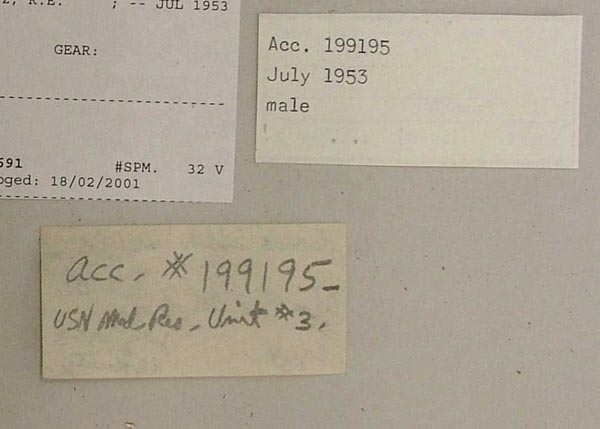 R.E. ; -- JUL 1953
GEAR:
591 #SPM. 32 V
oged: 18/02/2001
Acc. 199195
July 1953
male
acc. # 199195-
USN Med. Res. Unit #3.